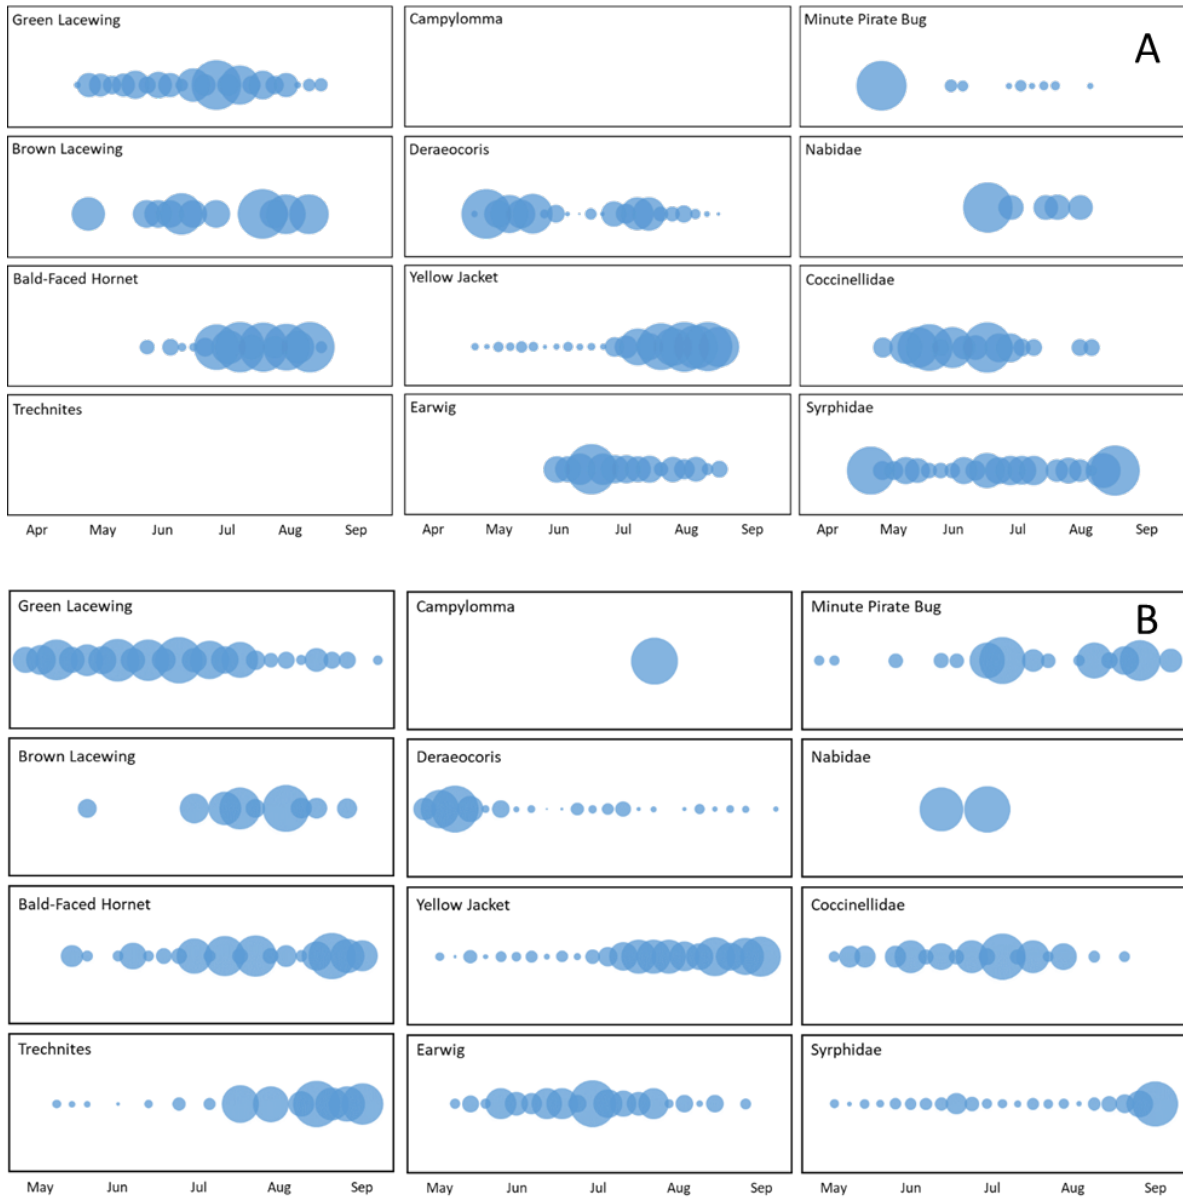 Green Lacewing
Campylomma
Minute Pirate Bug
A
Brown Lacewing
Deraeocoris
Nabidae
Bald-Faced Hornet
Yellow Jacket
Coccinellidae
Trechnites
Earwig
Syrphidae
Apr May Jun Jul Aug Sep
Apr May Jun Jul Aug Sep
Apr May Jun Jul Aug Sep
Green Lacewing
Campylomma
Minute Pirate Bug
B
Brown Lacewing
Deraeocoris
Nabidae
Bald-Faced Hornet
Yellow Jacket
Coccinellidae
Trechnites
Earwig
Syrphidae
May Jun Jul Aug Sep
May Jun Jul Aug Sep
May Jun Jul Aug Sep